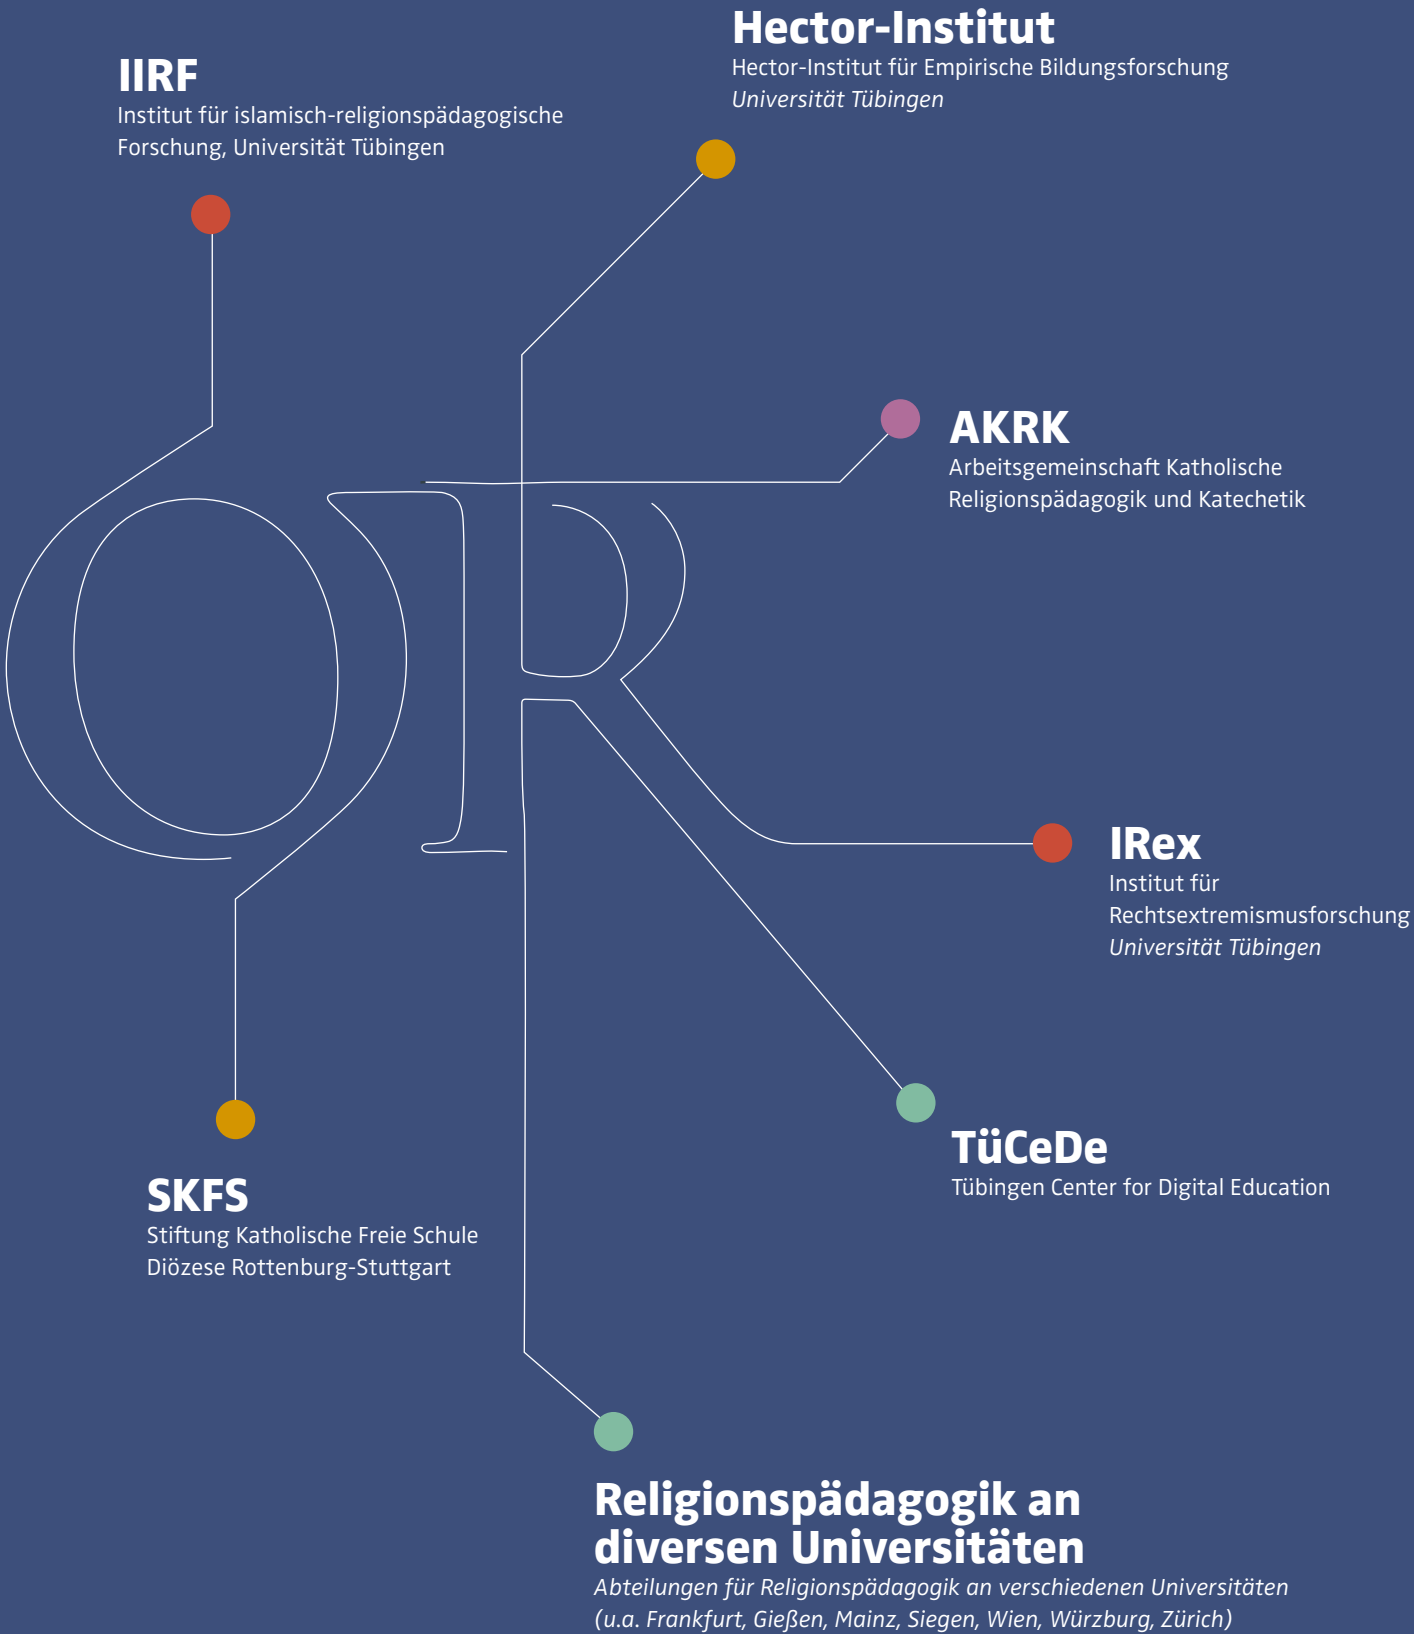 Hector-Institut
Hector-Institut für Empirische Bildungsforschung
Universität Tübingen
IIRF
Institut für islamisch-religionspädagogische
Forschung, Universität Tübingen
AKRK
Arbeitsgemeinschaft Katholische
Religionspädagogik und Katechetik
OR
IRex
Institut für
Rechtsextremismusforschung
Universität Tübingen
TüCeDe
Tübingen Center for Digital Education
SKFS
Stiftung Katholische Freie Schule
Diözese Rottenburg-Stuttgart
Religionspädagogik an
diversen Universitäten
Abteilungen für Religionspädagogik an verschiedenen Universitäten
(u.a. Frankfurt, Gießen, Mainz, Siegen, Wien, Würzburg, Zürich)